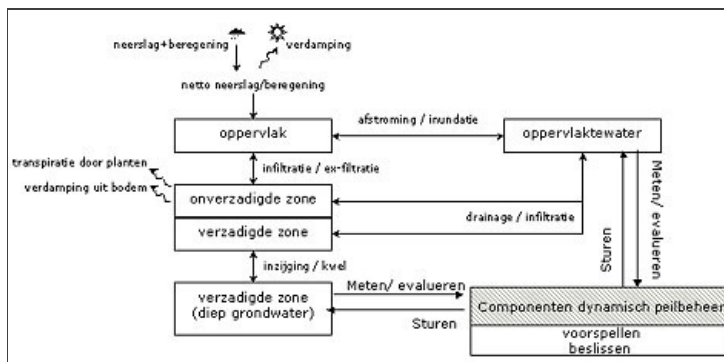 neerslag+beregening
verdamping
netto neerslag/beregening
oppervlak
afstroming / inundatie
oppervlaktewater
transpiratie door planten
infiltratie / ex-filtratie
verdamping uit bodem
onverzadigde zone
drainage / infiltratie
verzadigde zone
Sturen
Meten/ evalueren
inzijging / kwel
verzadigde zone
(diep grondwater)
Meten/ evalueren
Sturen
Componenten dynamisch peilbeheer
voorspellen
beslissen